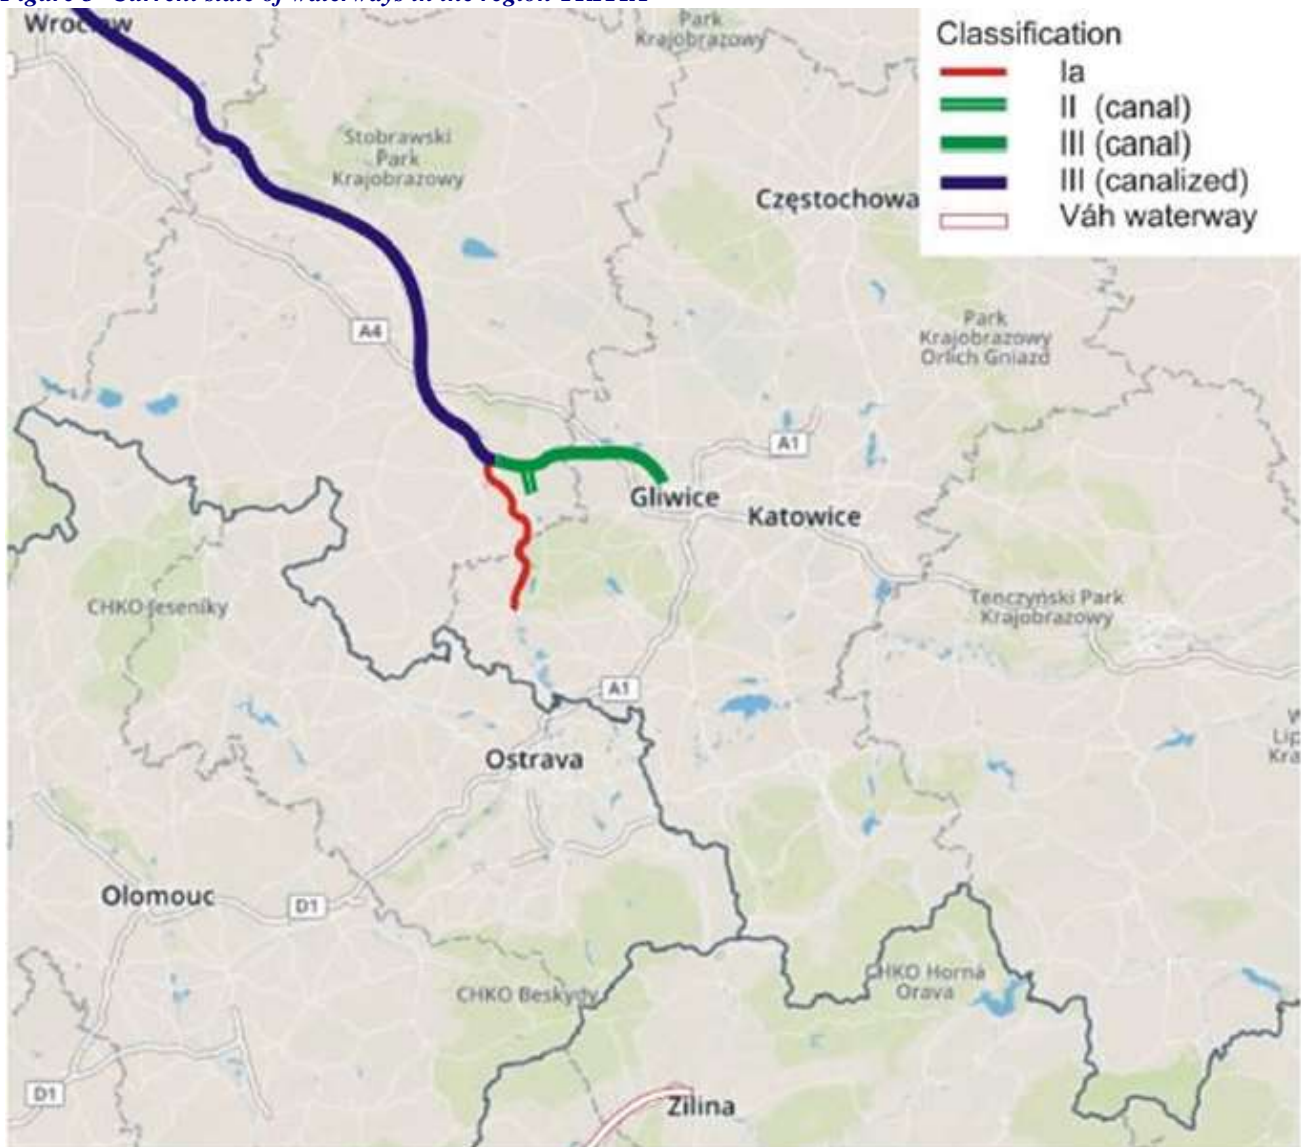 Wrocław
Park
Krajobrazowy
Classification
Ia
II (canal)
III (canal)
III (canalized)
Váh waterway
Stobrawski
Park
Krajobrazowy
Częstochowa
A4
Park
Krajobrazowy
Orlich Gniazd
A1
Gliwice
Katowice
CHKO Jeseníky
Tenczyński Park
Krajobrazowy
A1
Ostrava
Lip
Kra
Olomouc
D1
CHKO Beskydy
CHKO Horná
Orava
D1
Žilina